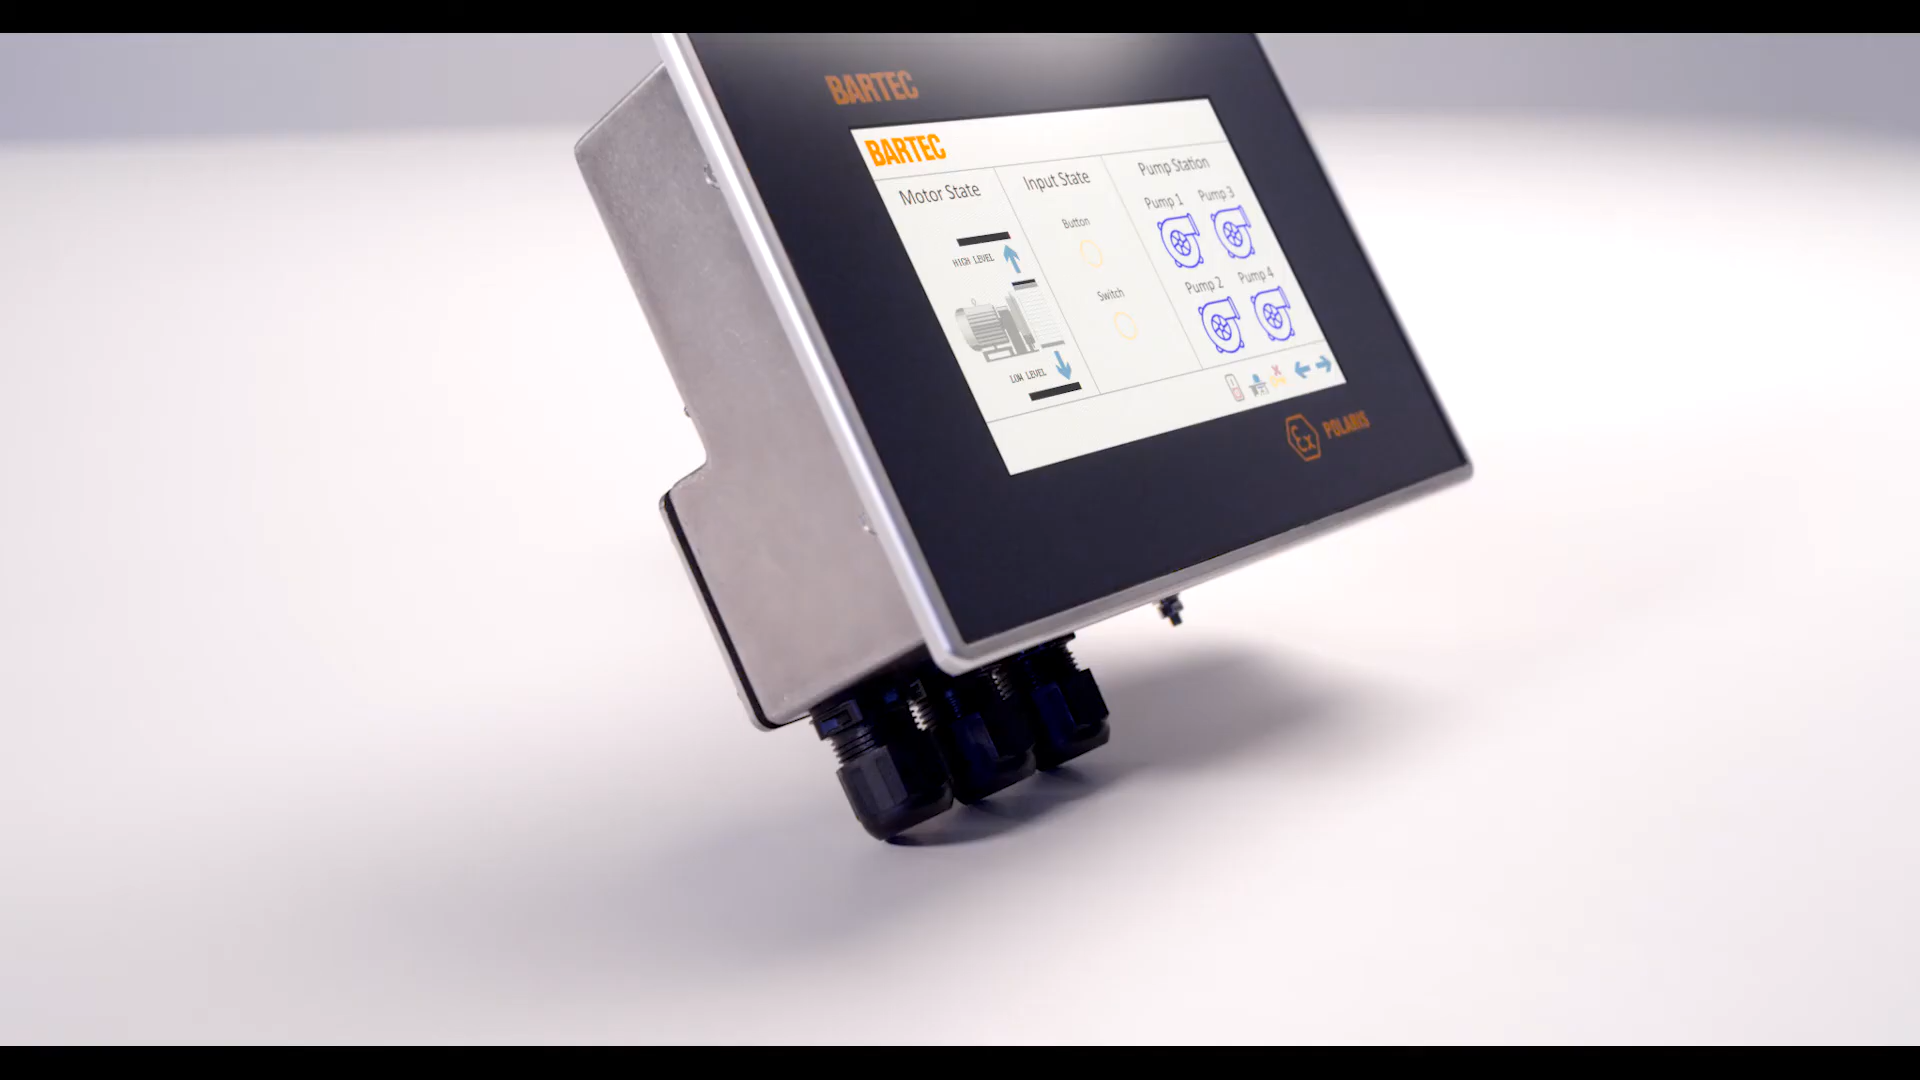 BARTEC
BARTEC
Motor State
Input State
Pump Station
Button
Pump 1
Pump 3
HIGH LEVEL
Switch
Pump 2
Pump 4
LOW LEVEL
Ex POLARIS